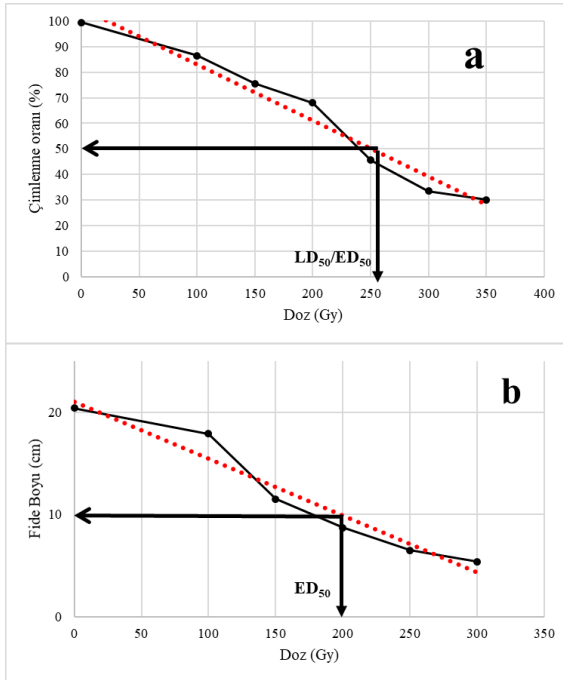 a
Çimlenme oranı (%)
100
90
80
70
60
50
40
30
20
10
0
LD₅₀/ED₅₀
0 50 100 150 200 250 300 350 400
Doz (Gy)
b
Fide Boyu (cm)
20
10
0
ED₅₀
0 50 100 150 200 250 300 350
Doz (Gy)